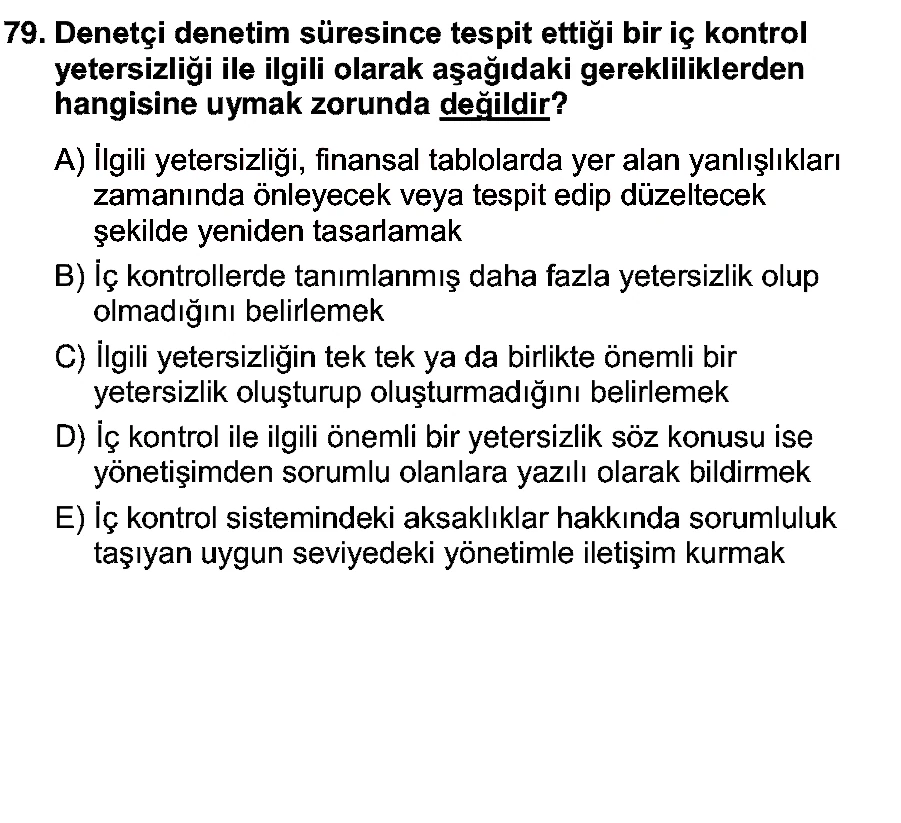 79. Denetçi denetim süresince tespit ettiği bir iç kontrol
yetersizliği ile ilgili olarak aşağıdaki gerekliliklerden
hangisine uymak zorunda değildir?
A) İlgili yetersizliği, finansal tablolarda yer alan yanlışlıkları
zamanında önleyecek veya tespit edip düzeltecek
şekilde yeniden tasarlamak
B) İç kontrollerde tanımlanmış daha fazla yetersizlik olup
olmadığını belirlemek
C) İlgili yetersizliğin tek tek ya da birlikte önemli bir
yetersizlik oluşturup oluşturmadığını belirlemek
D) İç kontrol ile ilgili önemli bir yetersizlik söz konusu ise
yönetişimden sorumlu olanlara yazılı olarak bildirmek
E) İç kontrol sistemindeki aksaklıklar hakkında sorumluluk
taşıyan uygun seviyedeki yönetimle iletişim kurmak